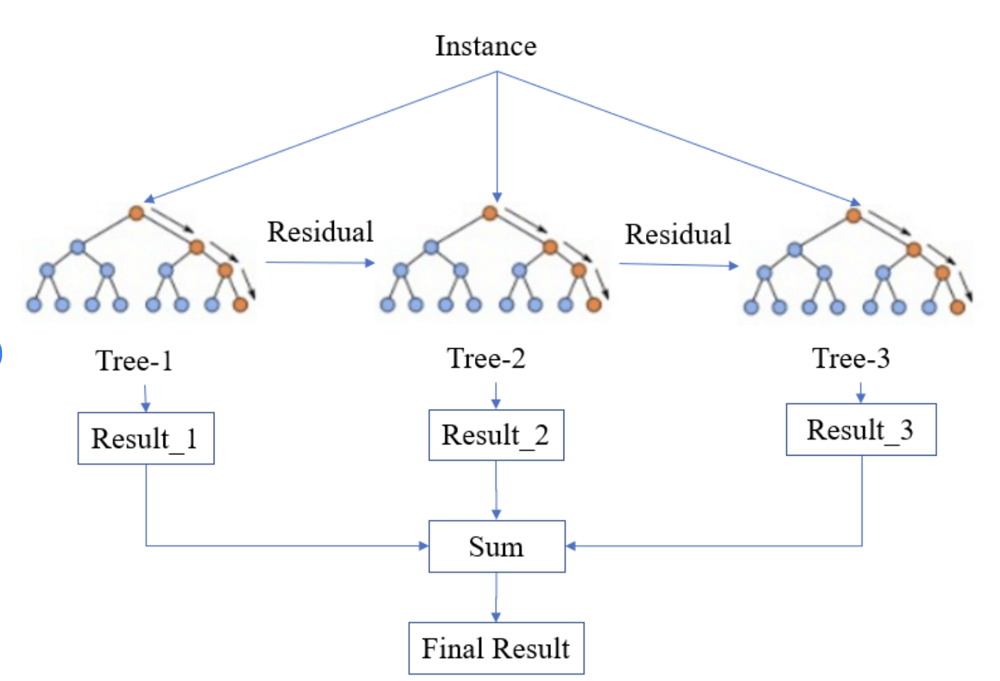 Instance
Residual
Residual
Tree-1
Tree-2
Tree-3
Result_1
Result_2
Result_3
Sum
Final Result